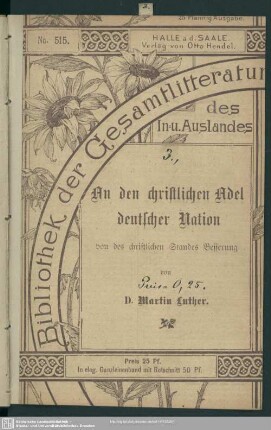 25 Pfennig Ausgabe.
No. 515.
HALLE a.d. SAALE.
Verlag von Otto Hendel.
Bibliothek der Gesamtlitteratur
des
In- u. Auslandes
3.,
An den christlichen Adel
deutscher Nation
von des christlichen Standes Besserung
von
Preis 0,25.
D. Martin Luther.
Preis 25 Pf.
In eleg. Ganzleinenband mit Rotschnitt 50 Pf.